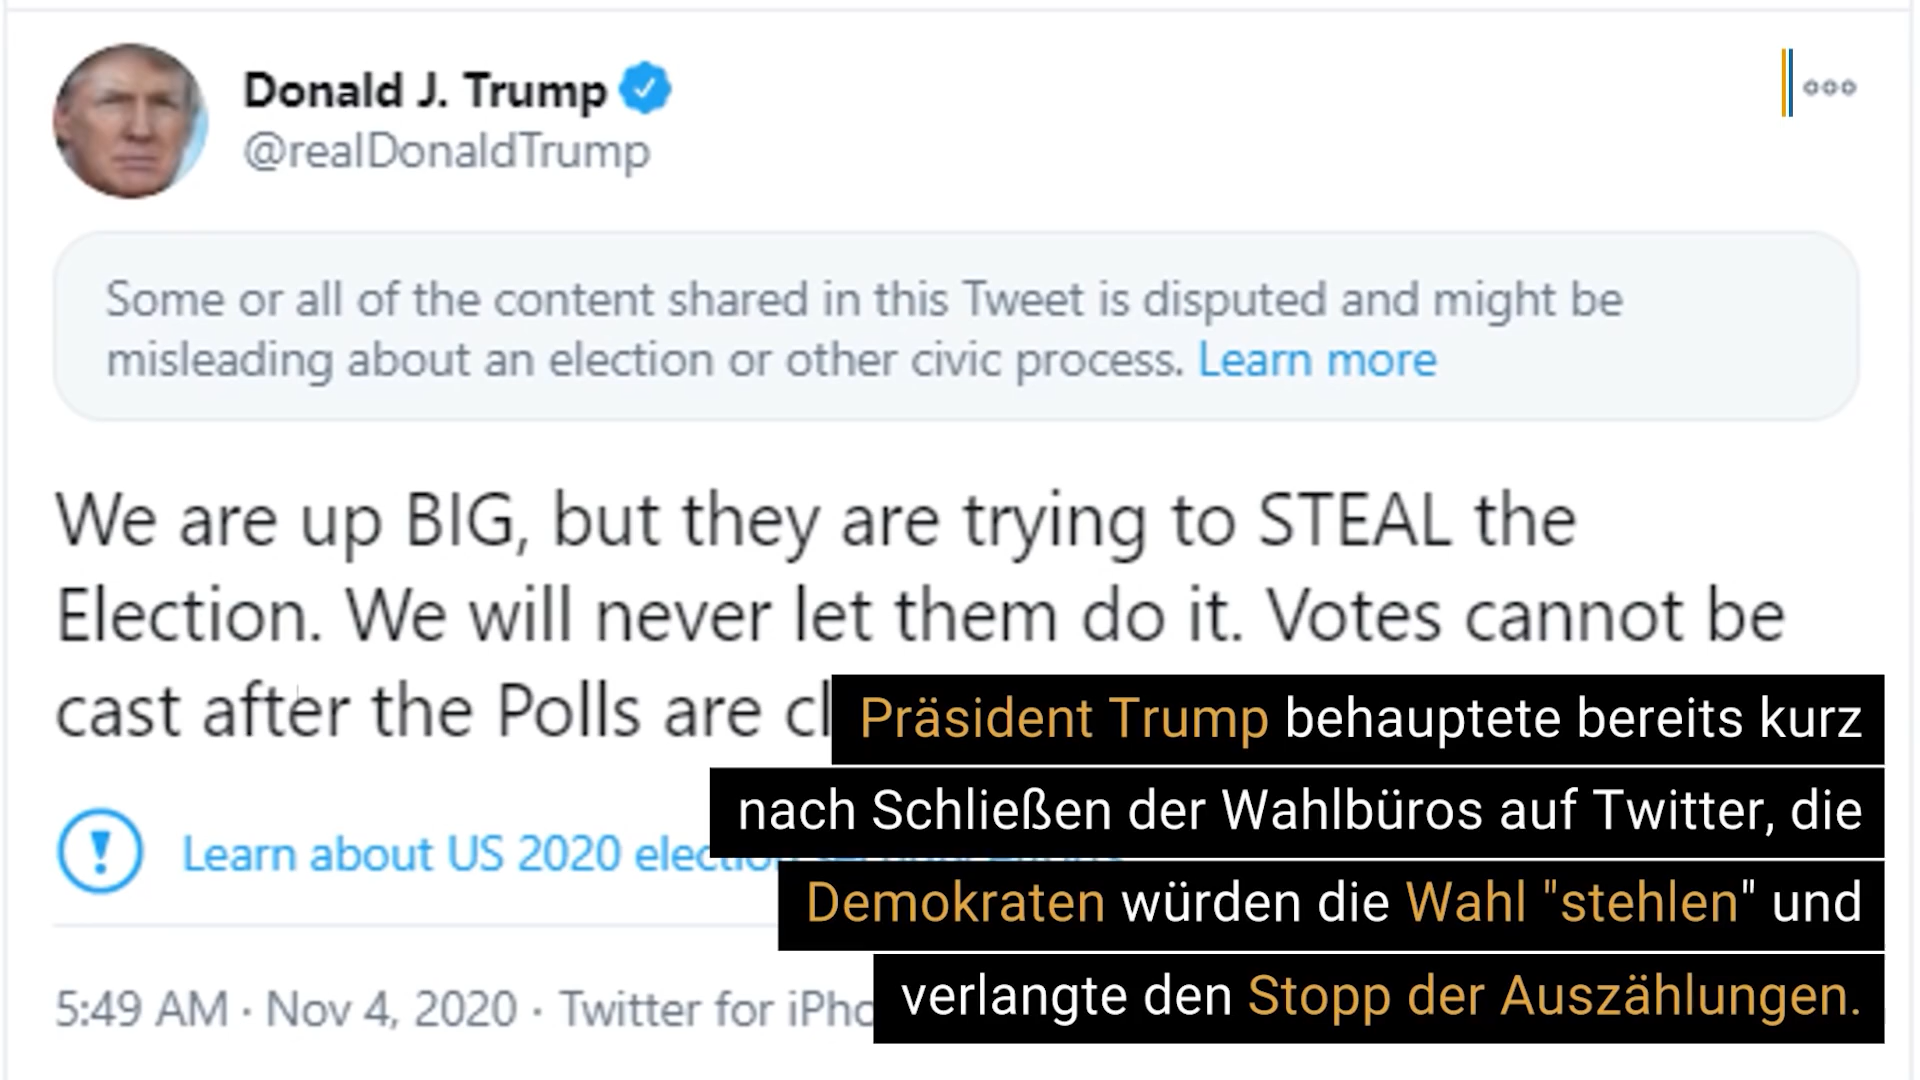 Donald J. Trump
@realDonaldTrump
Some or all of the content shared in this Tweet is disputed and might be
misleading about an election or other civic process. Learn more
We are up BIG, but they are trying to STEAL the
Election. We will never let them do it. Votes cannot be
cast after the Polls are
Learn about US 2020
5:49 AM · Nov 4, 2020 · Twitter for
Präsident Trump behauptete bereits kurz
nach Schließen der Wahlbüros auf Twitter, die
Demokraten würden die Wahl "stehlen" und
verlangte den Stopp der Auszählungen.